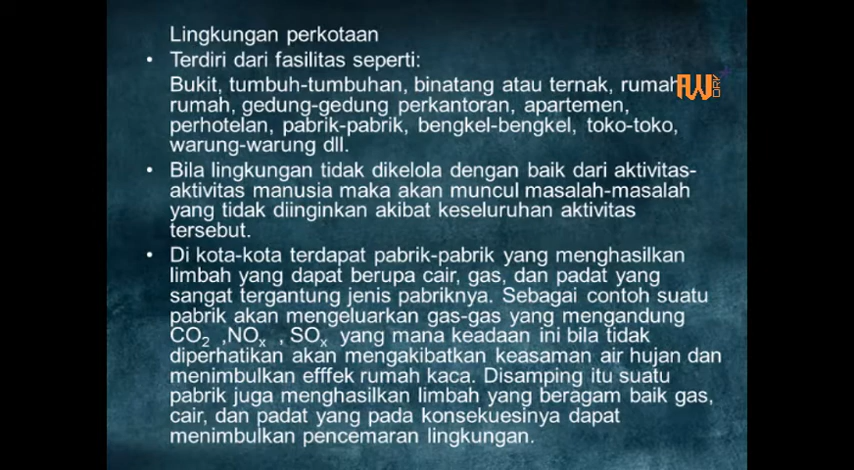 Lingkungan perkotaan
• Terdiri dari fasilitas seperti:
Bukit, tumbuh-tumbuhan, binatang atau ternak, rumah
rumah, gedung-gedung perkantoran, apartemen,
perhotelan, pabrik-pabrik, bengkel-bengkel, toko-toko,
warung-warung dll.
• Bila lingkungan tidak dikelola dengan baik dari aktivitas-
aktivitas manusia maka akan muncul masalah-masalah
yang tidak diinginkan akibat keseluruhan aktivitas
tersebut.
• Di kota-kota terdapat pabrik-pabrik yang menghasilkan
limbah yang dapat berupa cair, gas, dan padat yang
sangat tergantung jenis pabriknya. Sebagai contoh suatu
pabrik akan mengeluarkan gas-gas yang mengandung
CO₂ ,NOₓ , SOₓ yang mana keadaan ini bila tidak
diperhatikan akan mengakibatkan keasaman air hujan dan
menimbulkan efffek rumah kaca. Disamping itu suatu
pabrik juga menghasilkan limbah yang beragam baik gas,
cair, dan padat yang pada konsekuesinya dapat
menimbulkan pencemaran lingkungan.